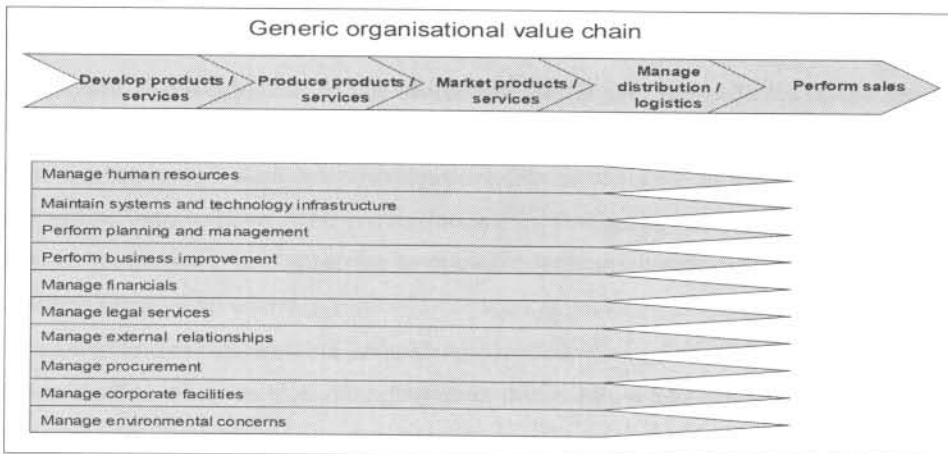 Generic organisational value chain
Develop products /
services
Produce products /
services
Market products /
services
Manage
distribution /
logistics
Perform sales
Manage human resources
Maintain systems and technology infrastructure
Perform planning and management
Perform business improvement
Manage financials
Manage legal services
Manage external relationships
Manage procurement
Manage corporate facilities
Manage environmental concerns